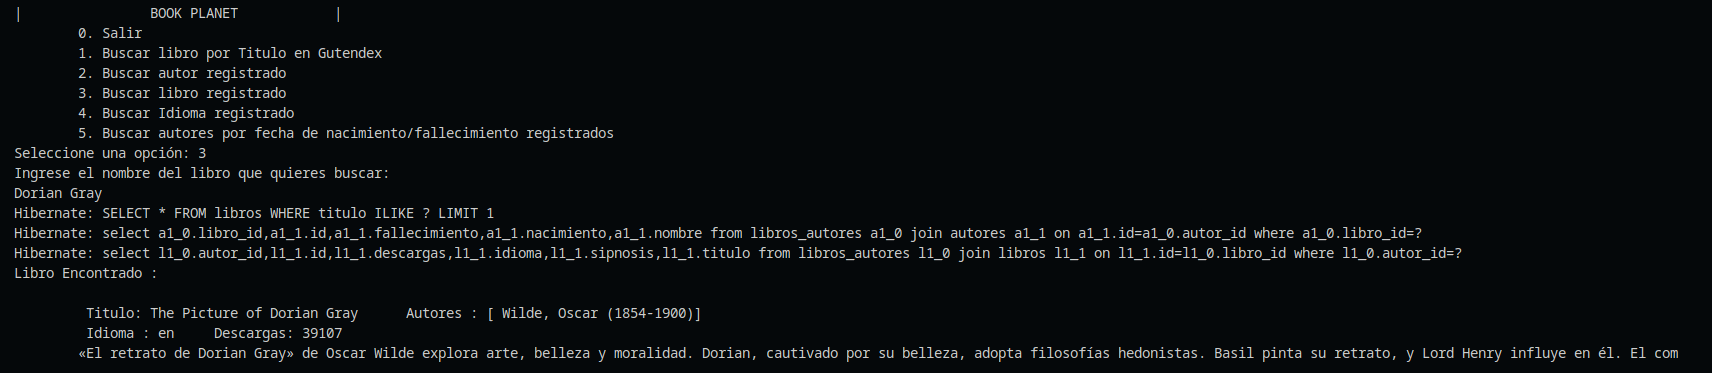 |                BOOK PLANET            |
0. Salir
1. Buscar libro por Titulo en Gutendex
2. Buscar autor registrado
3. Buscar libro registrado
4. Buscar Idioma registrado
5. Buscar autores por fecha de nacimiento/fallecimiento registrados
Seleccione una opción: 3
Ingrese el nombre del libro que quieres buscar:
Dorian Gray
Hibernate: SELECT * FROM libros WHERE titulo ILIKE ? LIMIT 1
Hibernate: select a1_0.libro_id,a1_1.id,a1_1.fallecimiento,a1_1.nacimiento,a1_1.nombre from libros_autores a1_0 join autores a1_1 on a1_1.id=a1_0.autor_id where a1_0.libro_id=?
Hibernate: select l1_0.autor_id,l1_1.id,l1_1.descargas,l1_1.idioma,l1_1.sipnosis,l1_1.titulo from libros_autores l1_0 join libros l1_1 on l1_1.id=l1_0.libro_id where l1_0.autor_id=?
Libro Encontrado :
Titulo: The Picture of Dorian Gray      Autores : [ Wilde, Oscar (1854-1900)]
Idioma : en     Descargas: 39107
«El retrato de Dorian Gray» de Oscar Wilde explora arte, belleza y moralidad. Dorian, cautivado por su belleza, adopta filosofías hedonistas. Basil pinta su retrato, y Lord Henry influye en él. El com